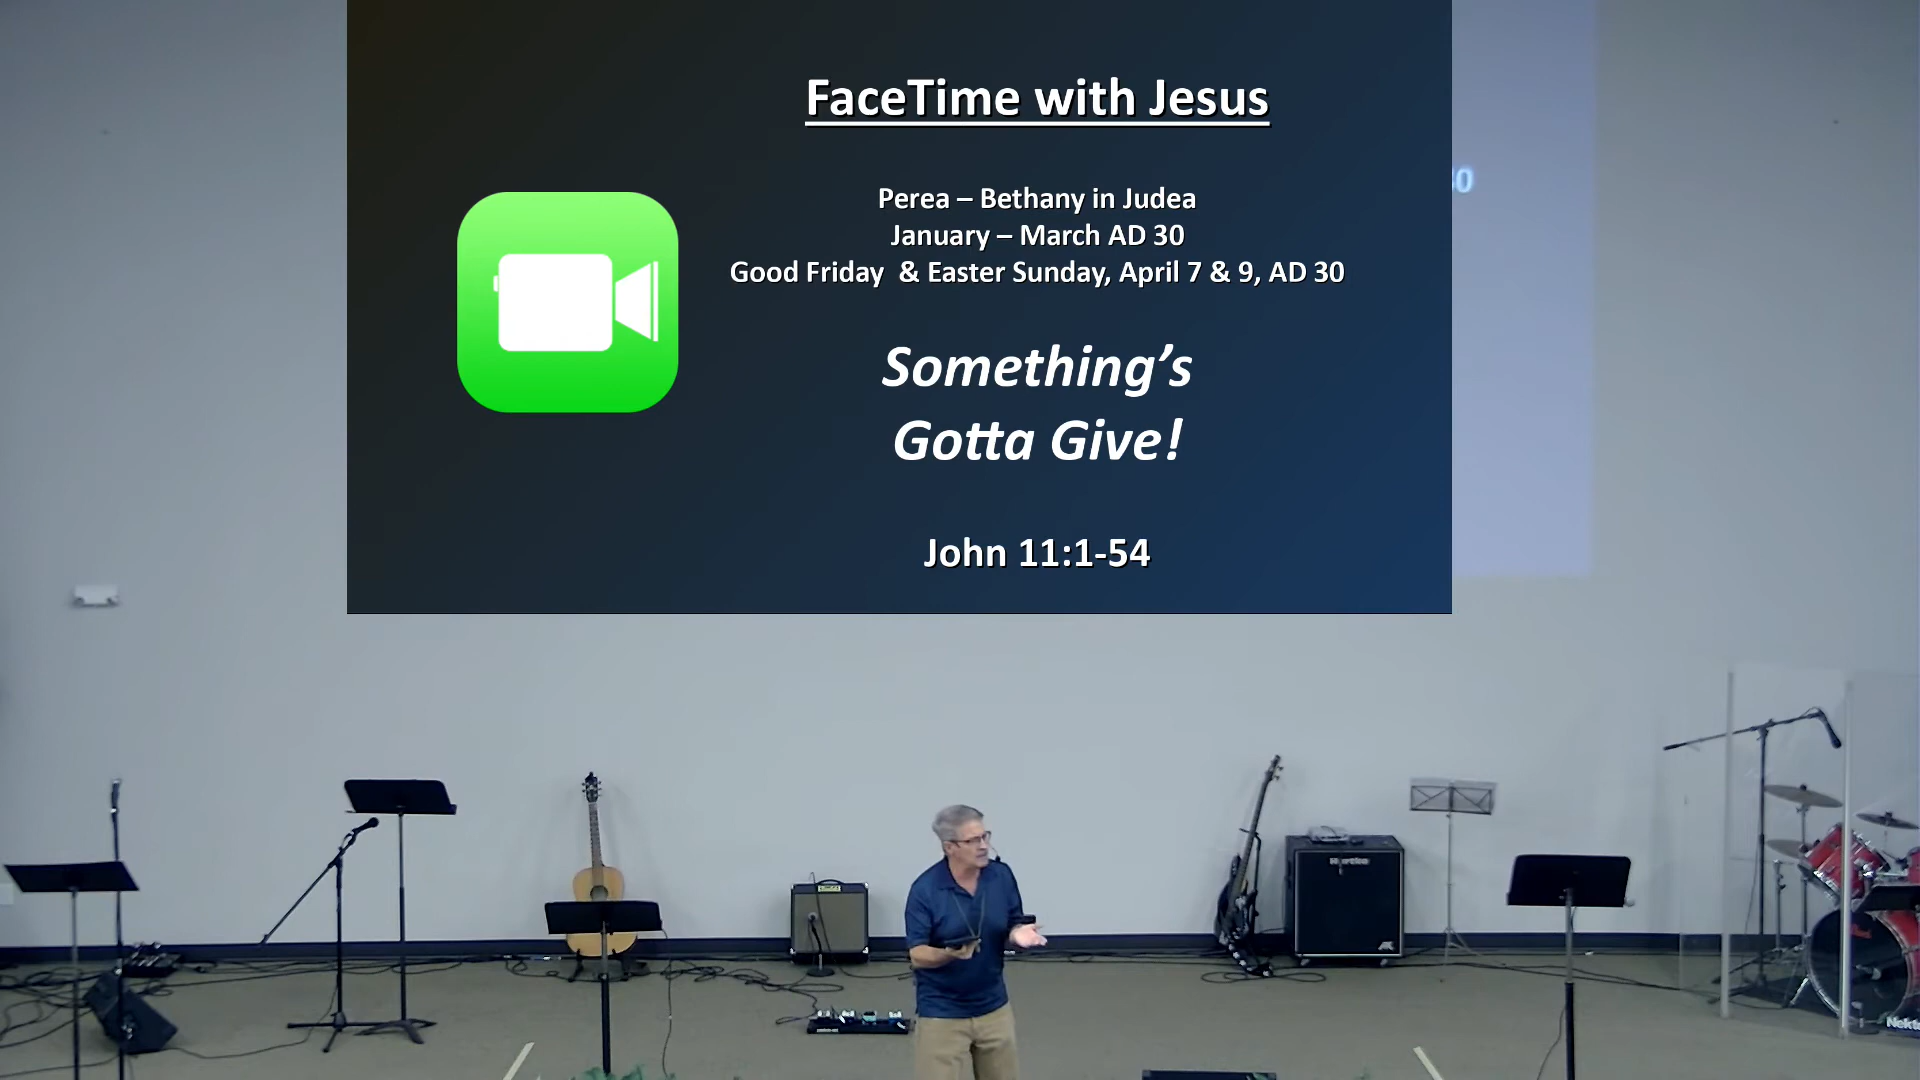 FaceTime with Jesus
Perea – Bethany in Judea
January – March AD 30
Good Friday & Easter Sunday, April 7 & 9, AD 30
Something's
Gotta Give!
John 11:1-54
Hartke